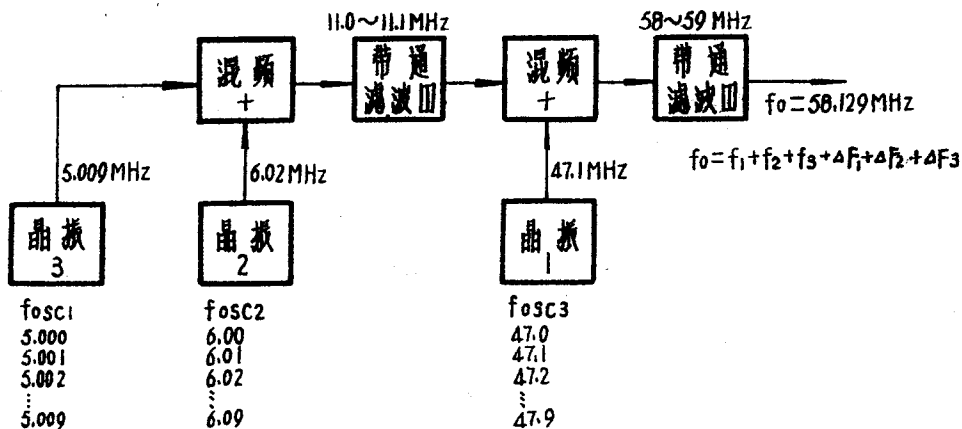 11.0～11.1MHz
58～59MHz
混频
+
带通
滤波Ⅲ
混频
+
带通
滤波Ⅲ
fo=58.129MHz
fo=f1+f2+f3+ΔF1+ΔF2+ΔF3
5.009MHz
6.02MHz
47.1MHz
晶振
3
晶振
2
晶振
1
fosc1
5.000
5.001
5.002
⋮
5.009
fosc2
6.00
6.01
6.02
⋮
6.09
fosc3
47.0
47.1
47.2
⋮
47.9